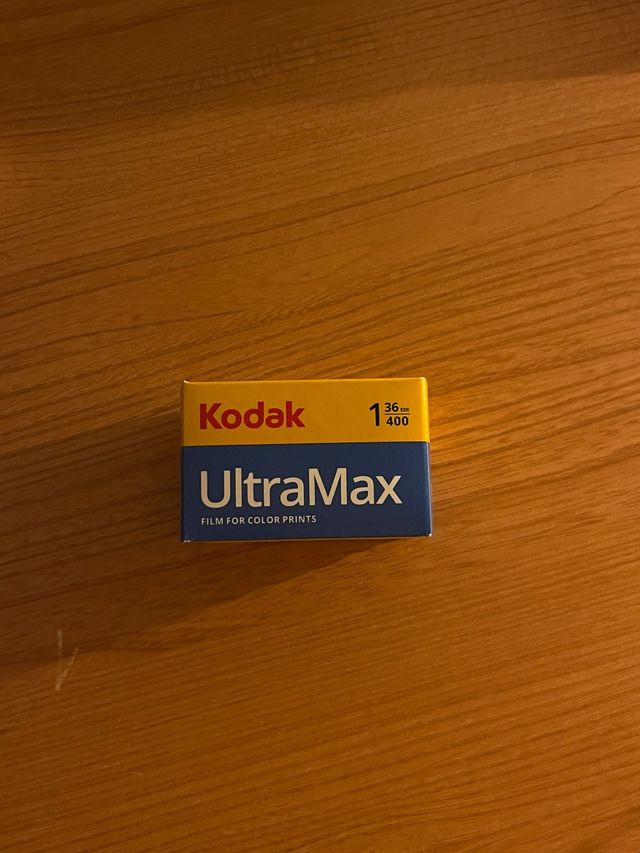 Kodak
1 36 EXP. 400
UltraMax
FILM FOR COLOR PRINTS